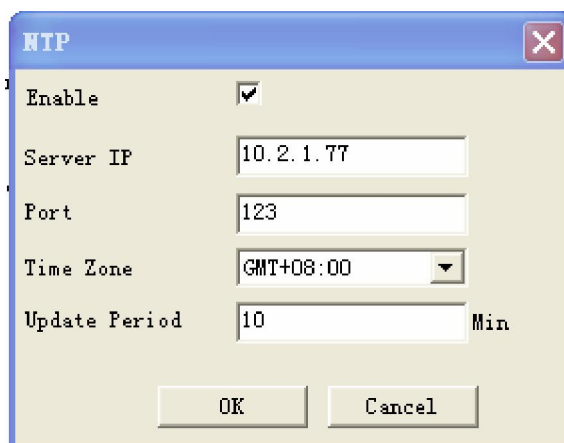 NTP
Enable
Server IP 10.2.1.77
Port 123
Time Zone GMT+08:00
Update Period 10 Min
OK Cancel